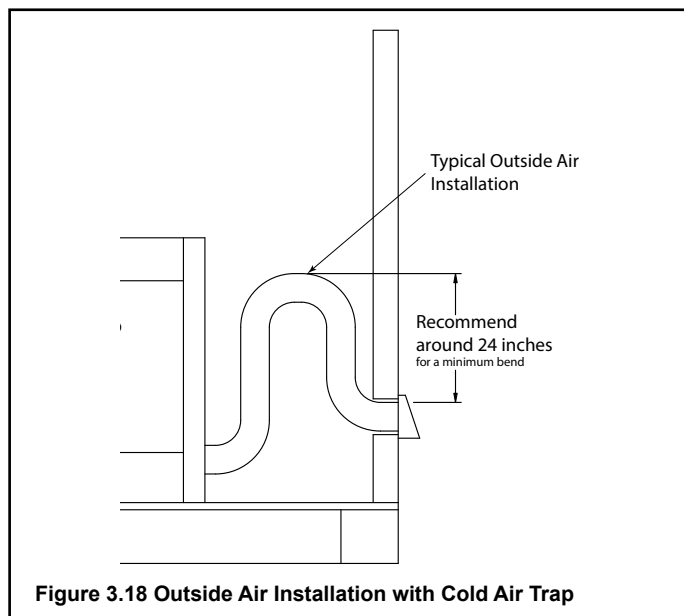 Typical Outside Air
Installation
Recommend
around 24 inches
for a minimum bend
Figure 3.18 Outside Air Installation with Cold Air Trap